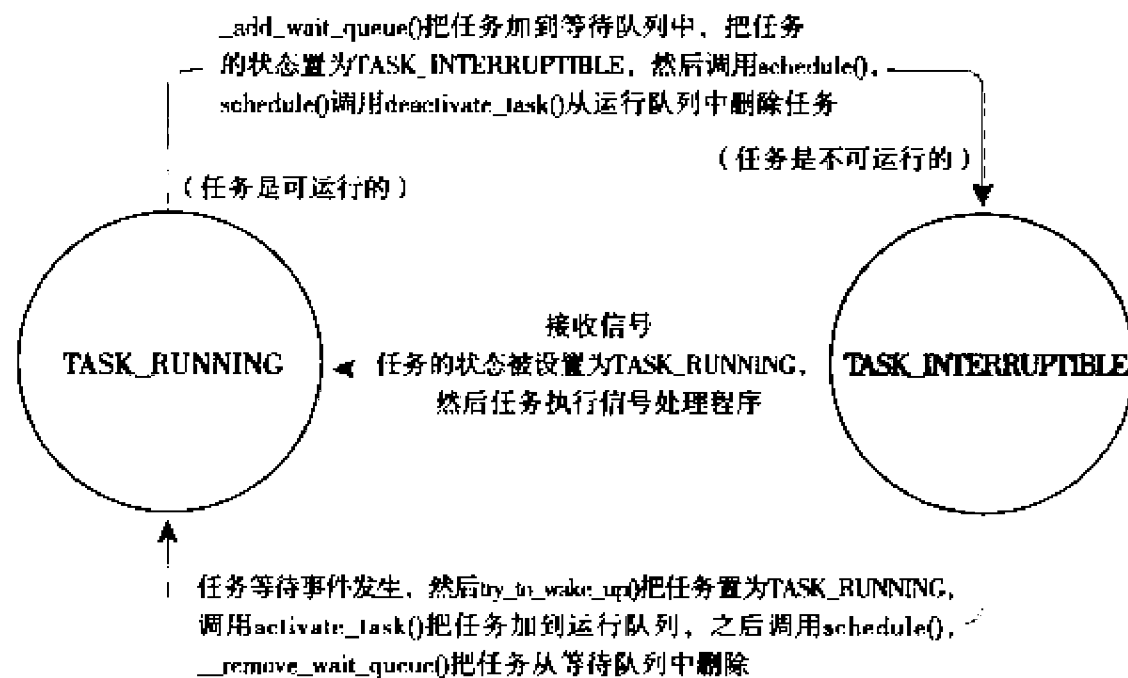 _add_wait_queue()把任务加到等待队列中，把任务
的状态置为TASK_INTERRUPTIBLE，然后调用schedule()，
schedule()调用deactivate_task()从运行队列中删除任务
（任务是不可运行的）
（任务是可运行的）
接收信号
TASK_RUNNING
任务的状态被设置为TASK_RUNNING，
TASK_INTERRUPTIBLE
然后任务执行信号处理程序
任务等待事件发生，然后try_to_wake_up()把任务置为TASK_RUNNING，
调用activate_task()把任务加到运行队列，之后调用schedule()，
__remove_wait_queue()把任务从等待队列中删除